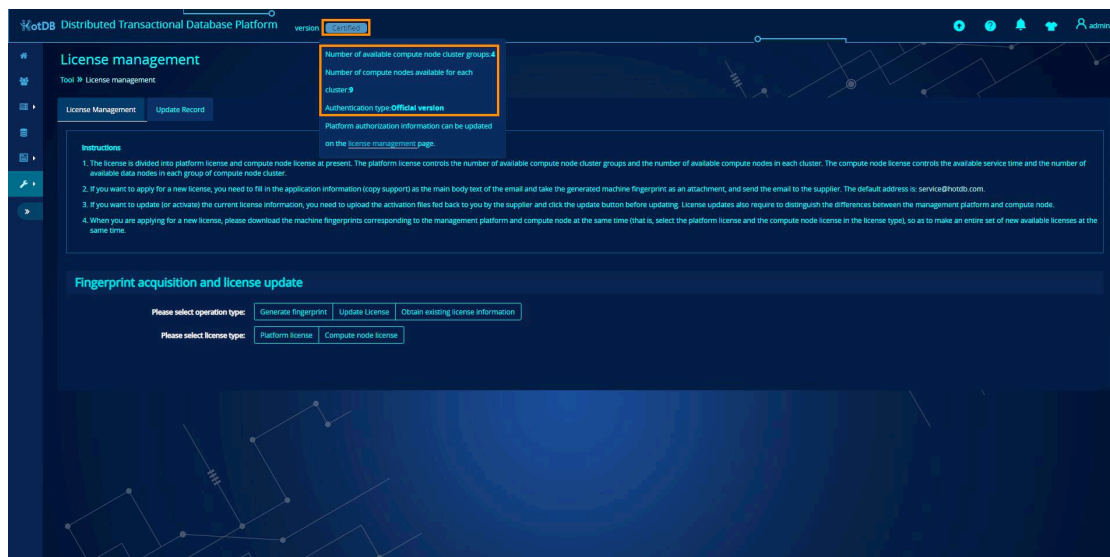 HotDB Distributed Transactional Database Platform version Certified admin
Number of available compute node cluster groups:4
Number of compute nodes available for each
cluster:9
Authentication type:Official version
Platform authorization information can be updated
on the license management page.
License management
Tool » License management
License Management Update Record
Instructions
1. The license is divided into platform license and compute node license at present. The platform license controls the number of available compute node cluster groups and the number of available compute nodes in each cluster. The compute node license controls the available service time and the number of
available data nodes in each group of compute node cluster.
2. If you want to apply for a new license, you need to fill in the application information (copy support) as the main body text of the email and take the generated machine fingerprint as an attachment, and send the email to the supplier. The default address is: service@hotdb.com.
3. If you want to update (or activate) the current license information, you need to upload the activation files fed back to you by the supplier and click the update button before updating. License updates also require to distinguish the differences between the management platform and compute node.
4. When you are applying for a new license, please download the machine fingerprints corresponding to the management platform and compute node at the same time (that is, select the platform license and the compute node license in the license type), so as to make an entire set of new available licenses at the
same time.
Fingerprint acquisition and license update
Please select operation type: Generate fingerprint Update License Obtain existing license information
Please select license type: Platform license Compute node license